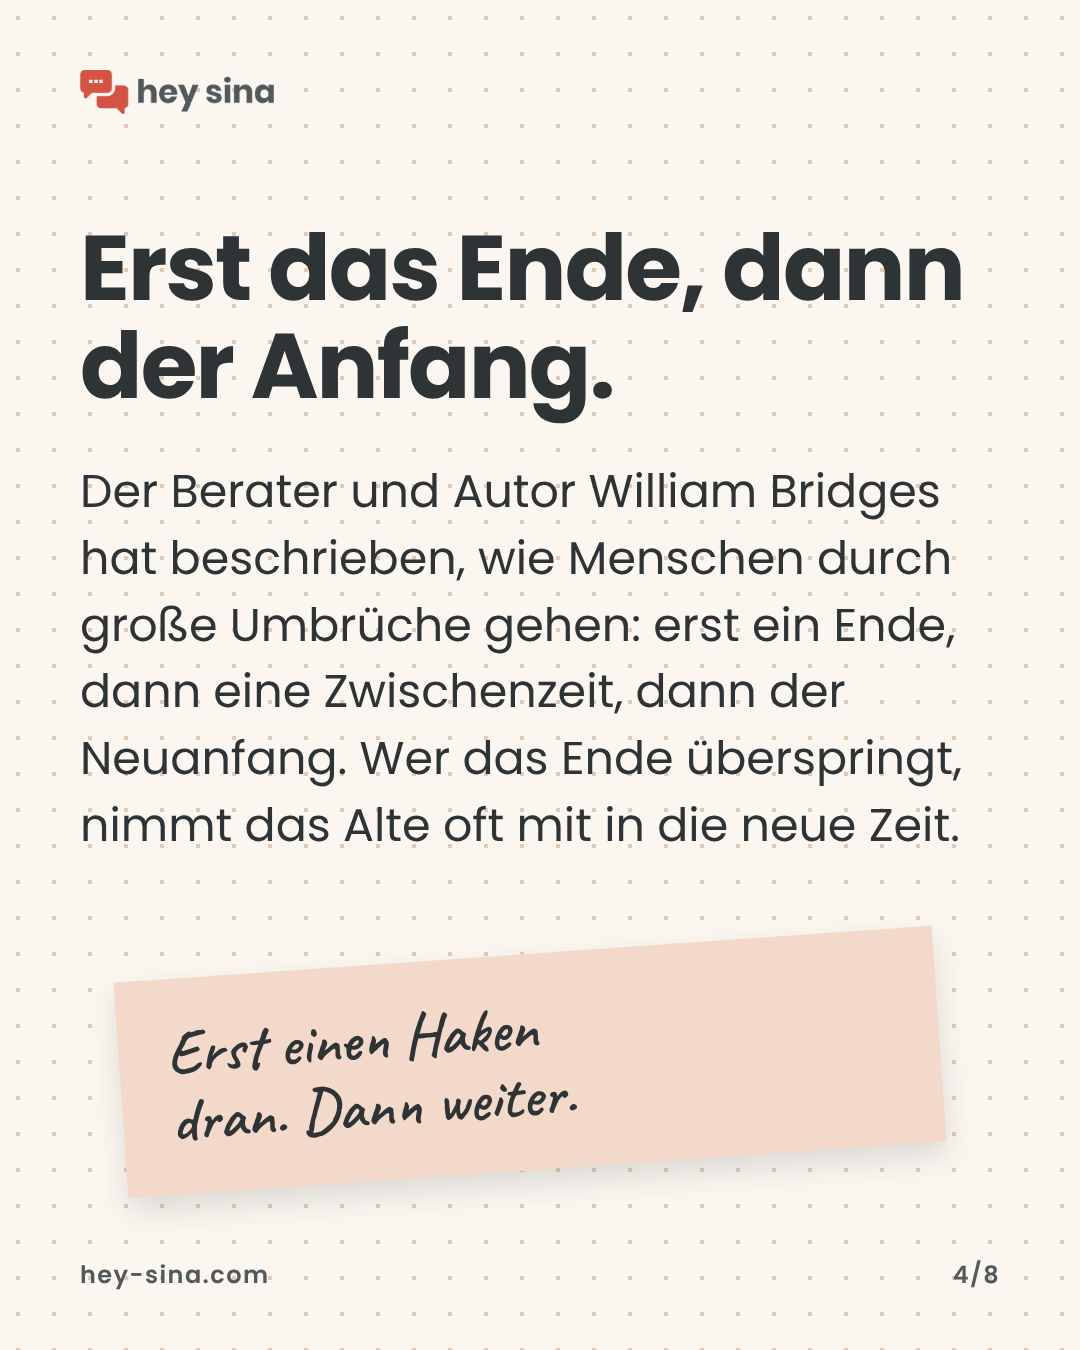 hey sina
Erst das Ende, dann
der Anfang.
Der Berater und Autor William Bridges
hat beschrieben, wie Menschen durch
große Umbrüche gehen: erst ein Ende,
dann eine Zwischenzeit, dann der
Neuanfang. Wer das Ende überspringt,
nimmt das Alte oft mit in die neue Zeit.
Erst einen Haken
dran. Dann weiter.
hey-sina.com
4/8